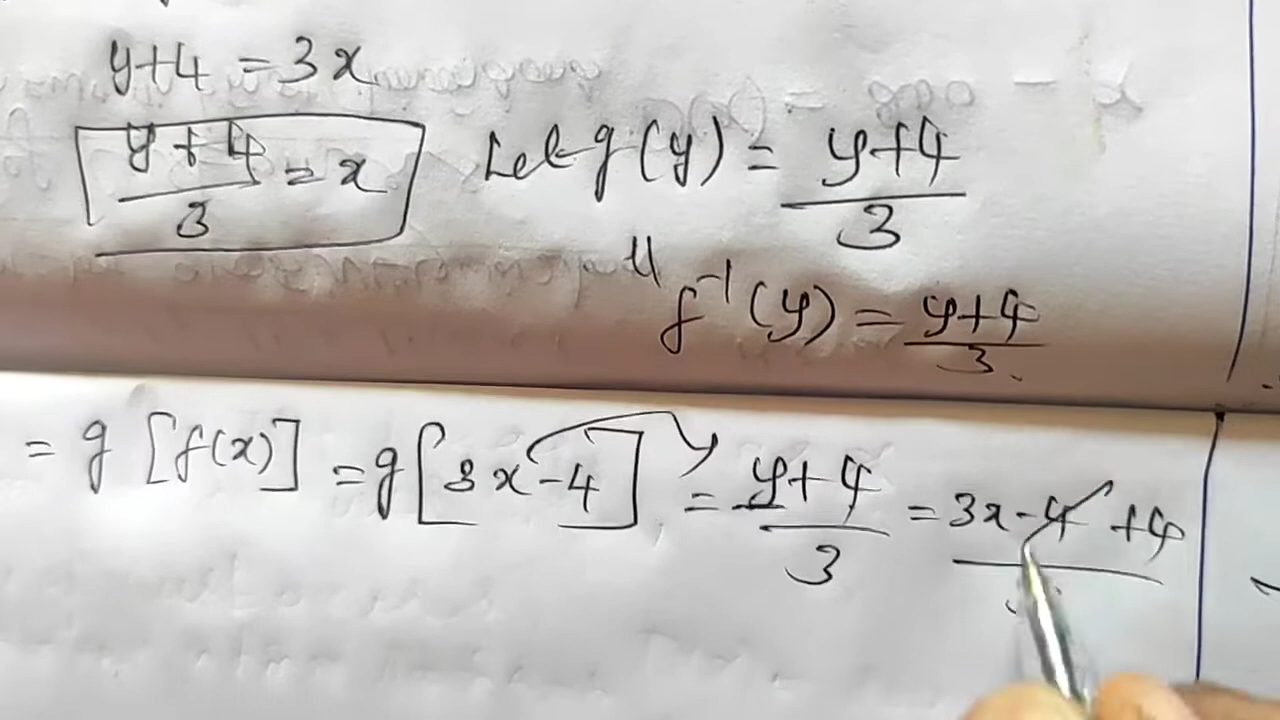 y+4 = 3x
y+4/3 = x Let g(y) = y+4/3
f⁻¹(y) = y+4/3.
= g [f(x)] = g[3x-4] = y+4/3 = 3x-4+4